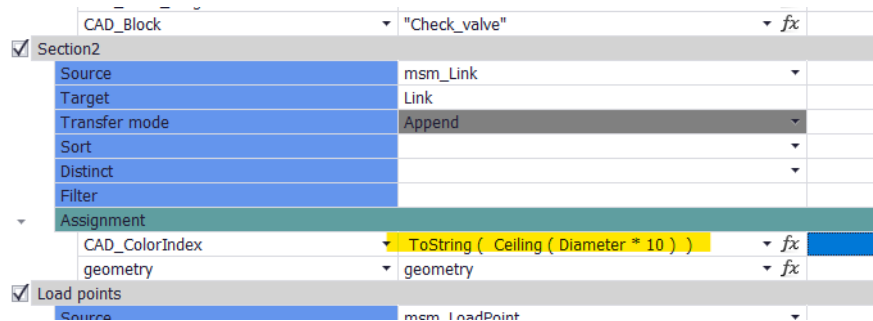 CAD_Block "Check_valve" fx
Section2
Source msm_Link
Target Link
Transfer mode Append
Sort
Distinct
Filter
Assignment
CAD_ColorIndex ToString ( Ceiling ( Diameter * 10 ) ) fx
geometry geometry fx
Load points
Source msm_LoadPoint